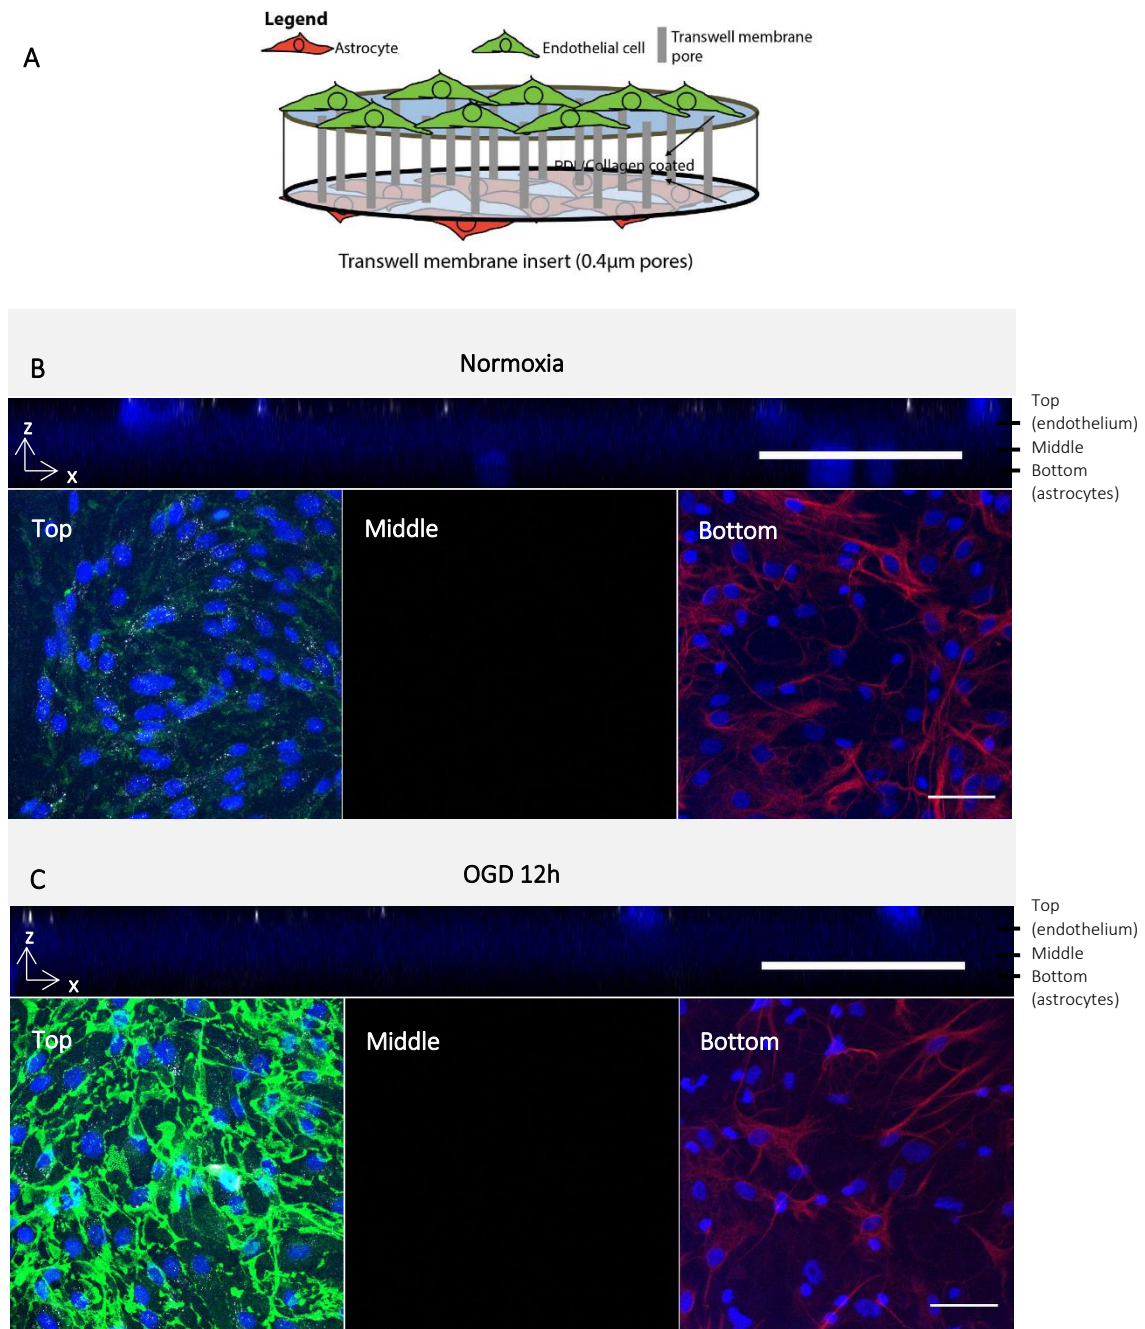 Legend
A
Astrocyte
Endothelial cell
Transwell membrane
pore
PDL/Collagen coated
Transwell membrane insert (0.4µm pores)
B
Normoxia
Z
X
Top
(endothelium)
Middle
Bottom
(astrocytes)
Top
Middle
Bottom
C
OGD 12h
Z
X
Top
(endothelium)
Middle
Bottom
(astrocytes)
Top
Middle
Bottom